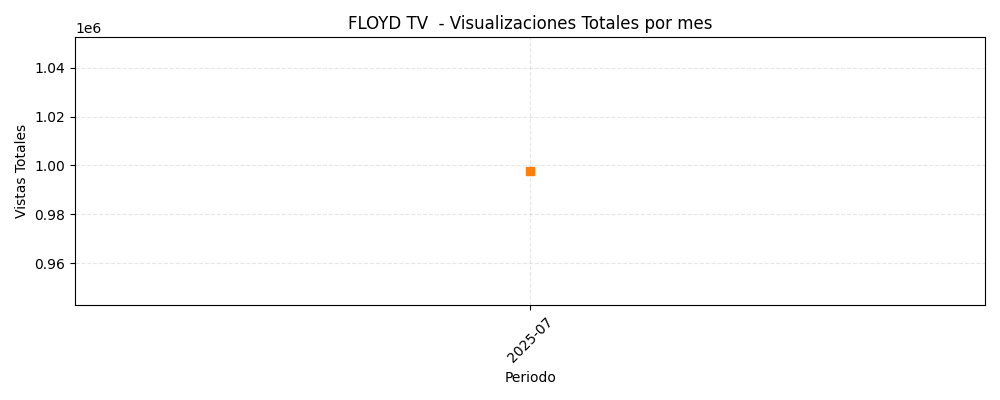 FLOYD TV  - Visualizaciones Totales por mes
1e6
1.04
1.02
1.00
0.98
0.96
Vistas Totales
2025-07
Periodo